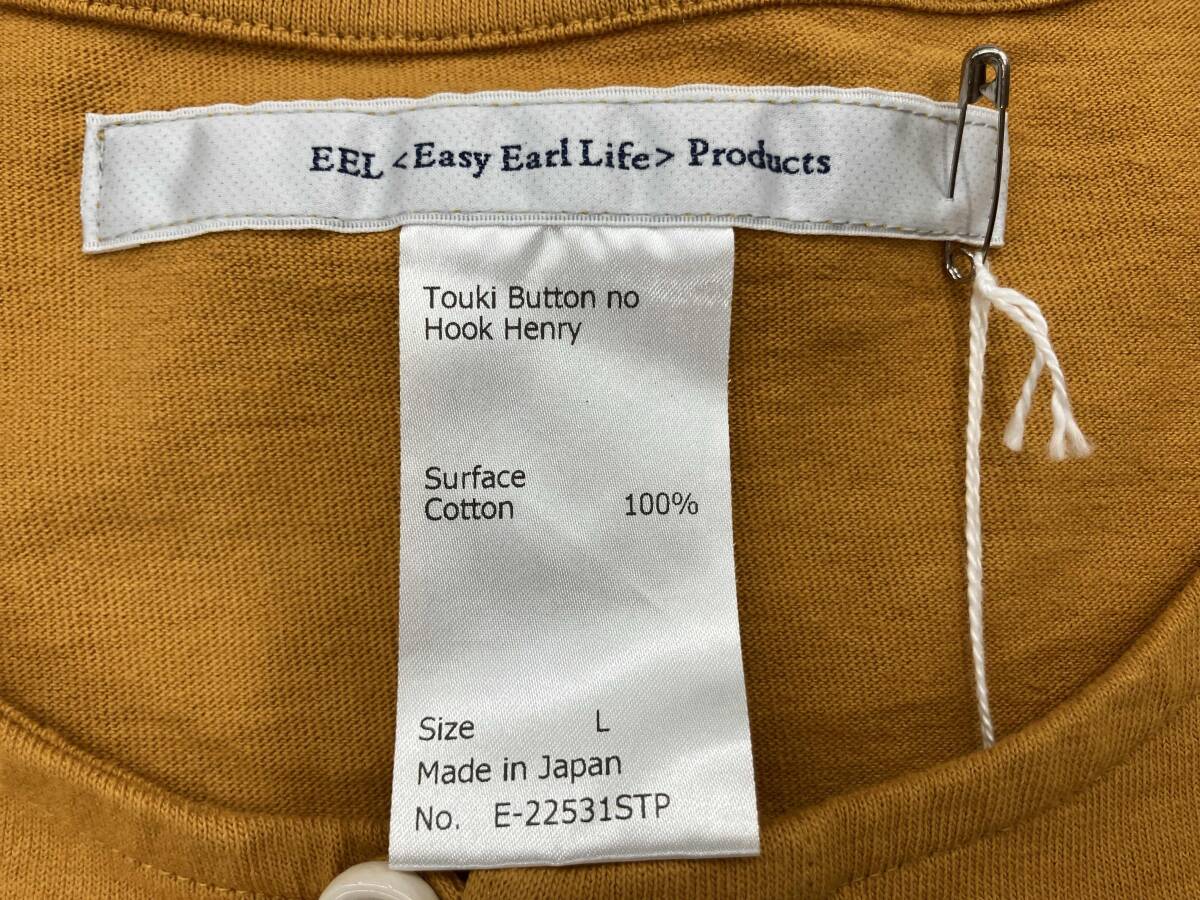 EEL <Easy Earl Life> Products
Touki Button no
Hook Henry
Surface
Cotton 100%
Size L
Made in Japan
No. E-22531STP